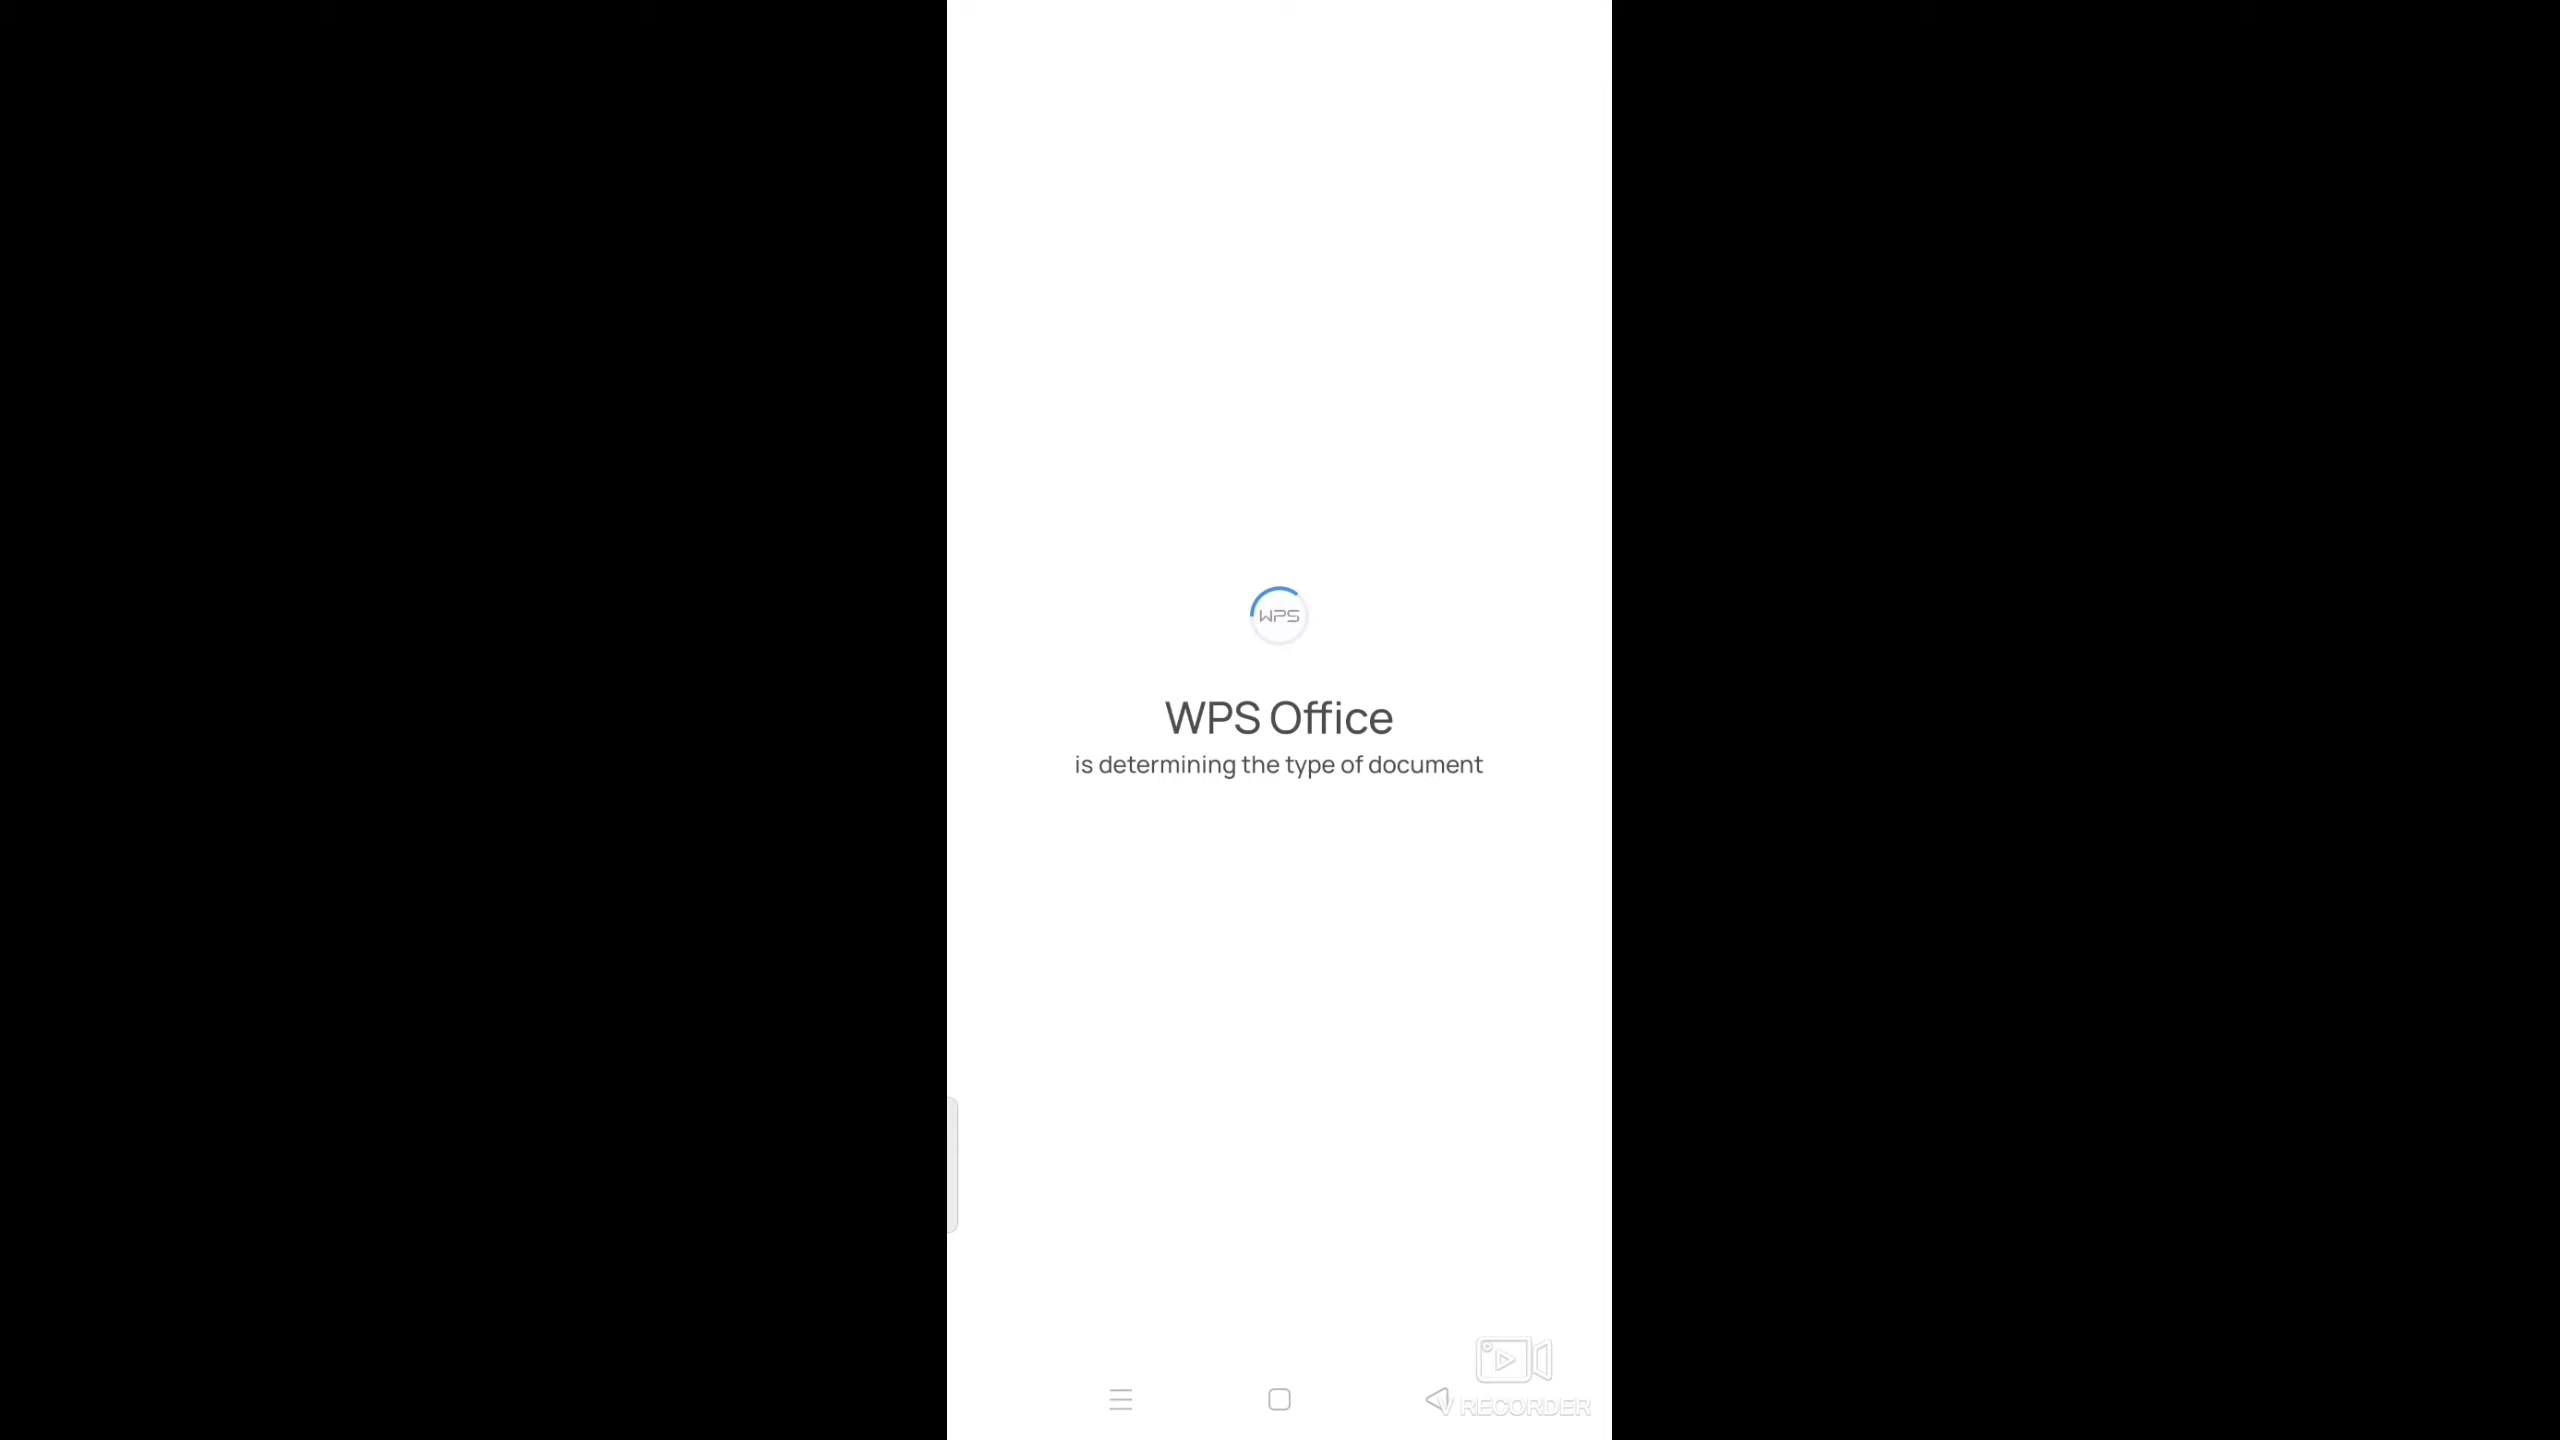 WPS
WPS Office
is determining the type of document
V RECORDER